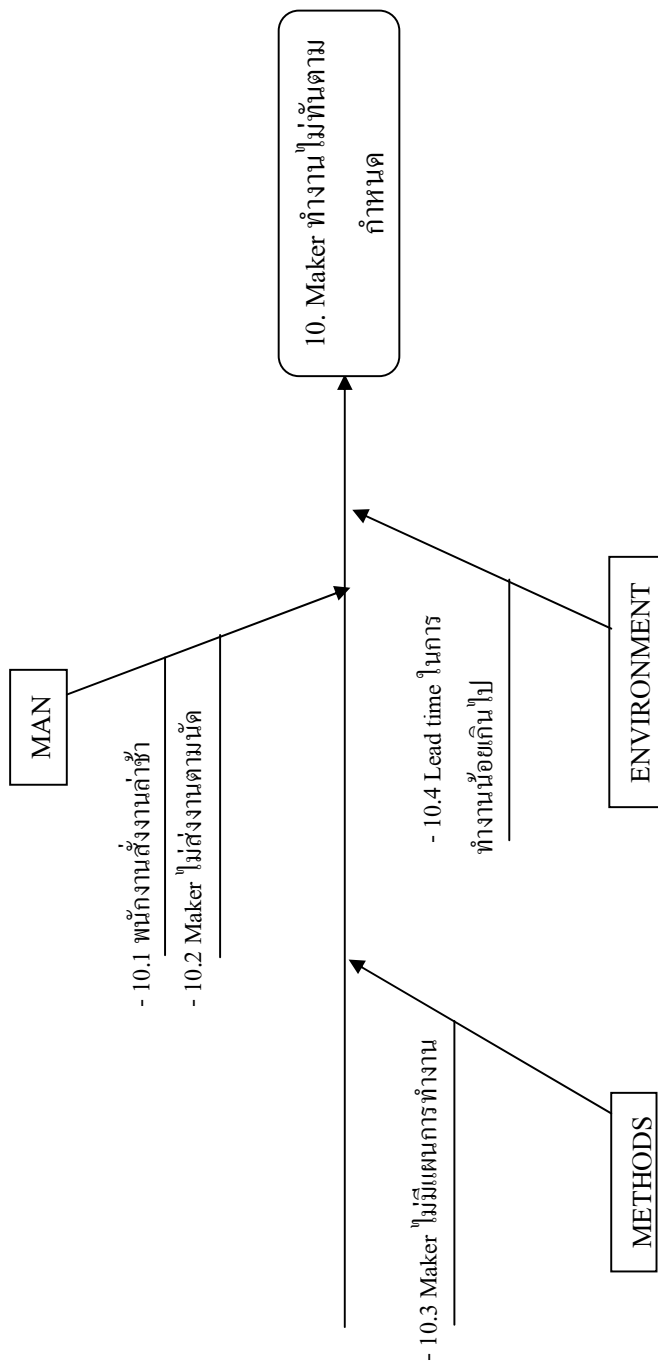 10. Maker ทำงานไม่ทันตาม
กำหนด
MAN
- 10.1 พนักงานสั่งงานล่าช้า
- 10.2 Maker ไม่ส่งงานตามนัด
- 10.3 Maker ไม่มีแผนการทำงาน
METHODS
- 10.4 Lead time ในการ
ทำงานน้อยเกินไป
ENVIRONMENT